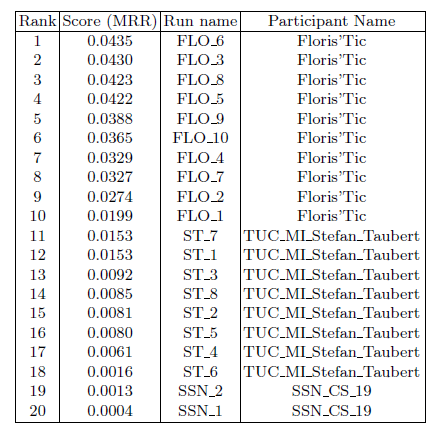 Rank Score (MRR) Run name Participant Name
1 0.0435 FLO_6 Floris'Tic
2 0.0430 FLO_3 Floris'Tic
3 0.0423 FLO_8 Floris'Tic
4 0.0422 FLO_5 Floris'Tic
5 0.0388 FLO_9 Floris'Tic
6 0.0365 FLO_10 Floris'Tic
7 0.0329 FLO_4 Floris'Tic
8 0.0327 FLO_7 Floris'Tic
9 0.0274 FLO_2 Floris'Tic
10 0.0199 FLO_1 Floris'Tic
11 0.0153 ST_7 TUC_MI_Stefan_Taubert
12 0.0153 ST_1 TUC_MI_Stefan_Taubert
13 0.0092 ST_3 TUC_MI_Stefan_Taubert
14 0.0085 ST_8 TUC_MI_Stefan_Taubert
15 0.0081 ST_2 TUC_MI_Stefan_Taubert
16 0.0080 ST_5 TUC_MI_Stefan_Taubert
17 0.0061 ST_4 TUC_MI_Stefan_Taubert
18 0.0016 ST_6 TUC_MI_Stefan_Taubert
19 0.0013 SSN_2 SSN_CS_19
20 0.0004 SSN_1 SSN_CS_19